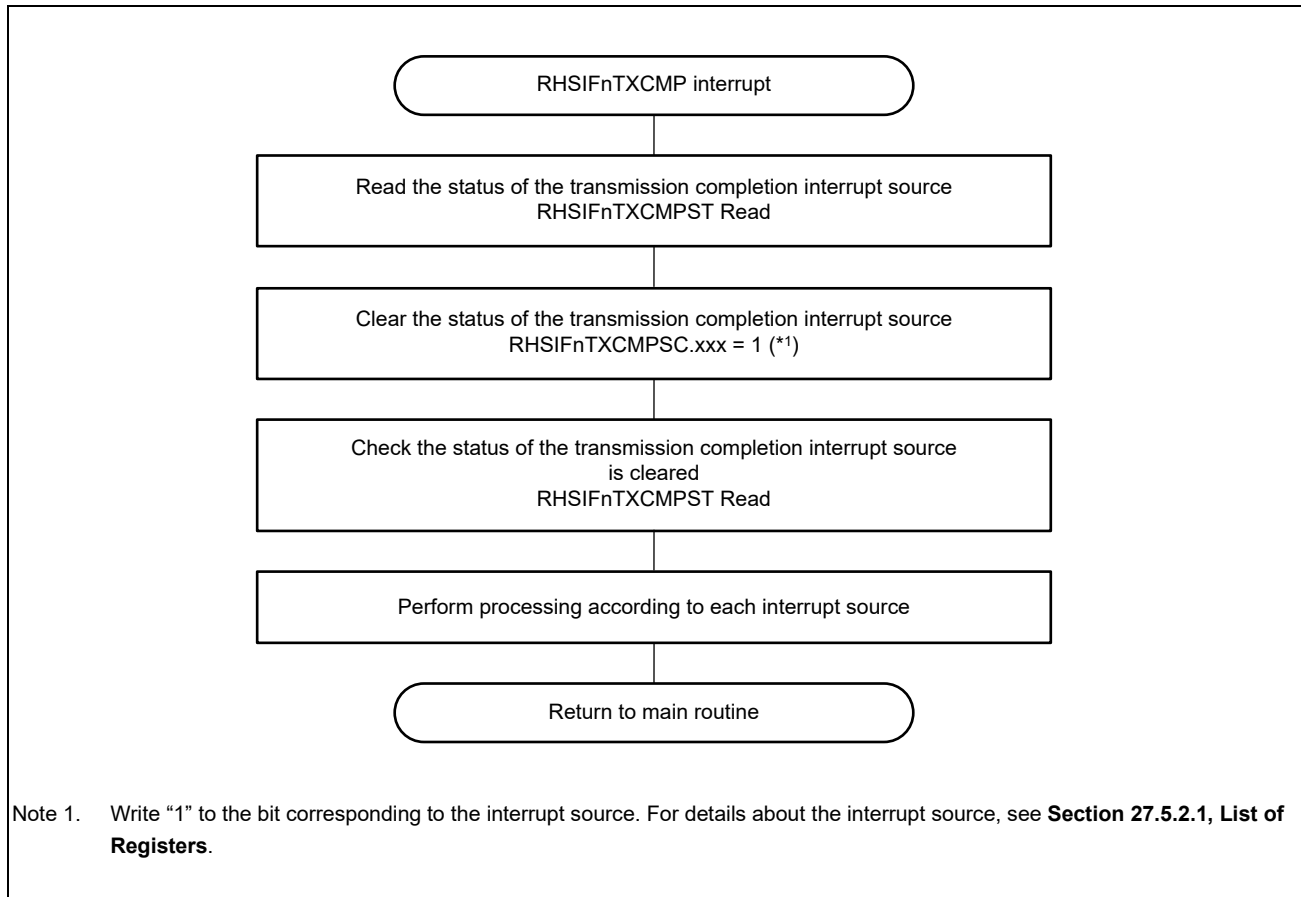 RHSIFnTXCMP interrupt
Read the status of the transmission completion interrupt source
RHSIFnTXCMPST Read
Clear the status of the transmission completion interrupt source
RHSIFnTXCMPSC.xxx = 1 (*1)
Check the status of the transmission completion interrupt source
is cleared
RHSIFnTXCMPST Read
Perform processing according to each interrupt source
Return to main routine
Note 1. Write “1” to the bit corresponding to the interrupt source. For details about the interrupt source, see Section 27.5.2.1, List of
Registers.